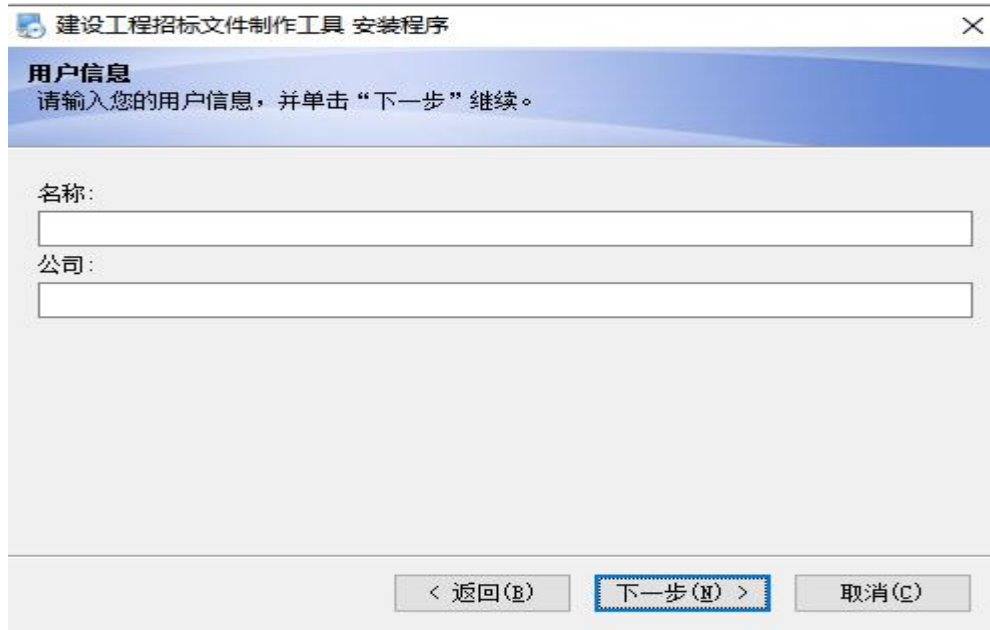 建设工程招标文件制作工具 安装程序
用户信息
请输入您的用户信息，并单击“下一步”继续。
名称:
公司:
< 返回(B)
下一步(N) >
取消(C)